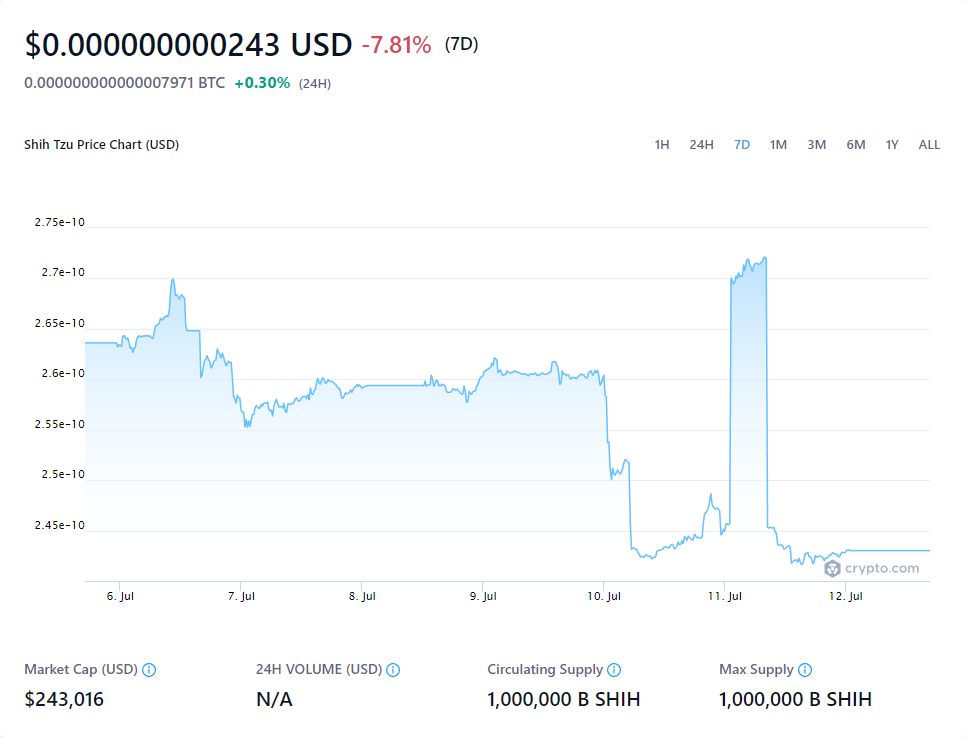 $0.000000000243 USD -7.81% (7D)
0.000000000000007971 BTC +0.30% (24H)
Shih Tzu Price Chart (USD) 1H 24H 7D 1M 3M 6M 1Y ALL
2.75e-10
2.7e-10
2.65e-10
2.6e-10
2.55e-10
2.5e-10
2.45e-10
crypto.com
6. Jul 7. Jul 8. Jul 9. Jul 10. Jul 11. Jul 12. Jul
Market Cap (USD) 24H VOLUME (USD) Circulating Supply Max Supply
$243,016 N/A 1,000,000 B SHIH 1,000,000 B SHIH